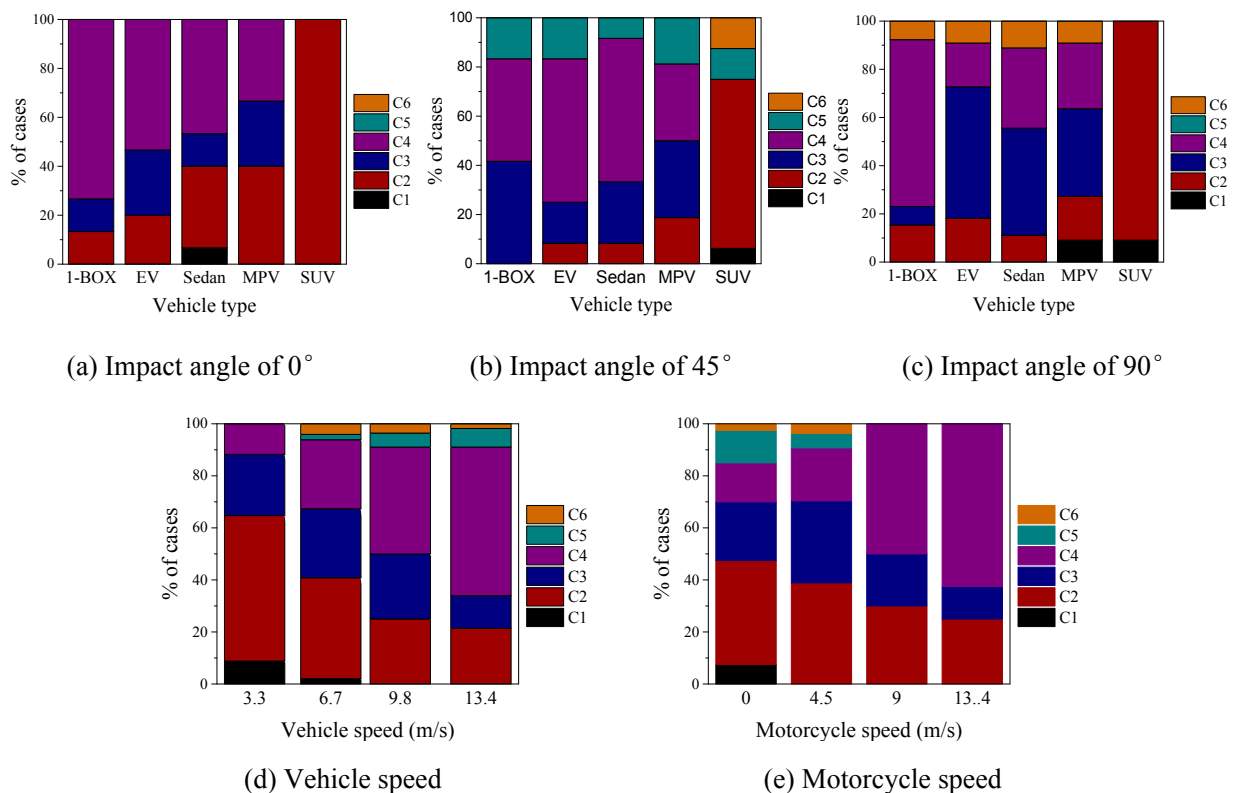 100
80
60
40
20
0
% of cases
1-BOX EV Sedan MPV SUV
Vehicle type
C6
C5
C4
C3
C2
C1
(a) Impact angle of 0°
100
80
60
40
20
0
% of cases
1-BOX EV Sedan MPV SUV
Vehicle type
C6
C5
C4
C3
C2
C1
(b) Impact angle of 45°
100
80
60
40
20
0
% of cases
1-BOX EV Sedan MPV SUV
Vehicle type
C6
C5
C4
C3
C2
C1
(c) Impact angle of 90°
100
80
60
40
20
0
% of cases
3.3 6.7 9.8 13.4
Vehicle speed (m/s)
C6
C5
C4
C3
C2
C1
(d) Vehicle speed
100
80
60
40
20
0
% of cases
0 4.5 9 13..4
Motorcycle speed (m/s)
C6
C5
C4
C3
C2
C1
(e) Motorcycle speed